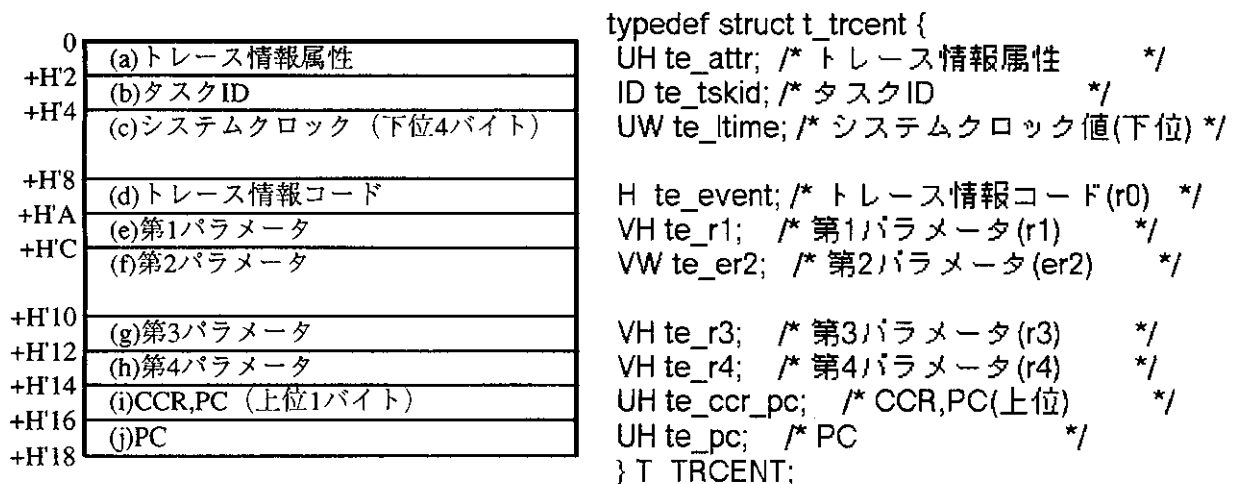 0
(a)トレース情報属性
+H'2
(b)タスクID
+H'4
(c)システムクロック（下位4バイト）
+H'8
(d)トレース情報コード
+H'A
(e)第1パラメータ
+H'C
(f)第2パラメータ
+H'10
(g)第3パラメータ
+H'12
(h)第4パラメータ
+H'14
(i)CCR,PC（上位1バイト）
+H'16
(j)PC
+H'18
typedef struct t_trcent {
UH te_attr; /* トレース情報属性 */
ID te_tskid; /* タスクID */
UW te_ltime; /* システムクロック値(下位) */
H te_event; /* トレース情報コード(r0) */
VH te_r1; /* 第1パラメータ(r1) */
VW te_er2; /* 第2パラメータ(er2) */
VH te_r3; /* 第3パラメータ(r3) */
VH te_r4; /* 第4パラメータ(r4) */
UH te_ccr_pc; /* CCR,PC(上位) */
UH te_pc; /* PC */
} T_TRCENT;